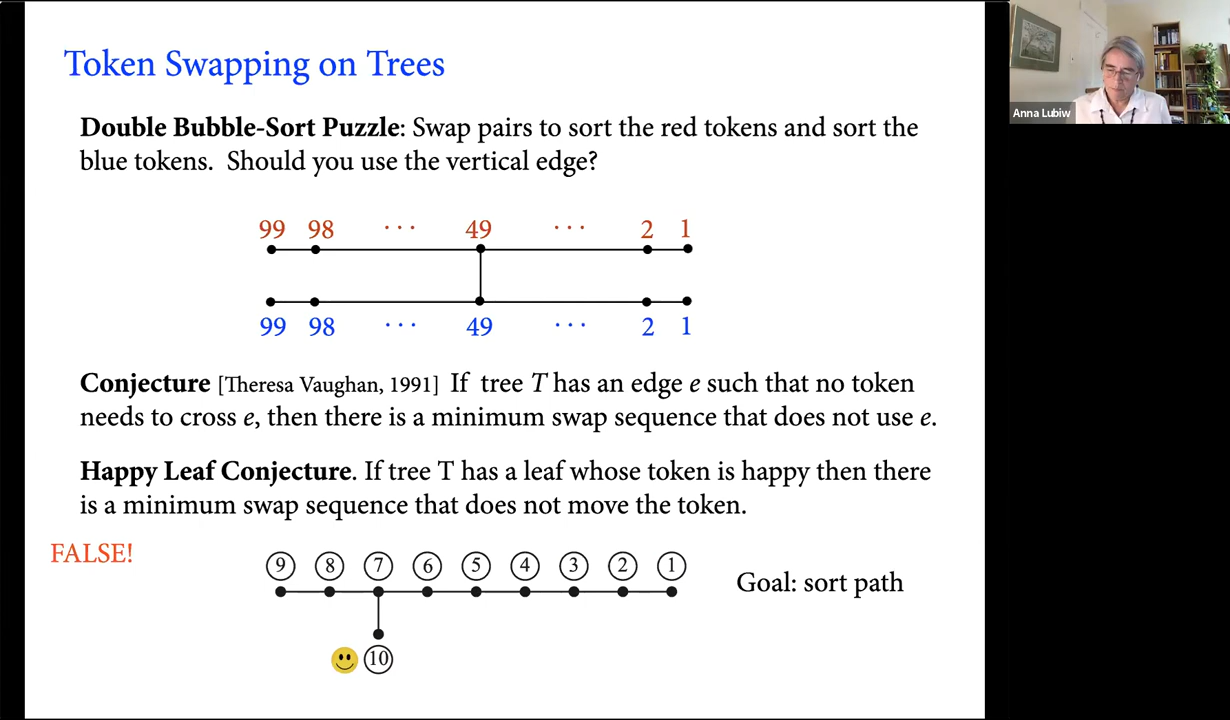 Token Swapping on Trees
Anna Lubiw
Double Bubble-Sort Puzzle: Swap pairs to sort the red tokens and sort the
blue tokens. Should you use the vertical edge?
99 98 ··· 49 ··· 2 1
99 98 ··· 49 ··· 2 1
Conjecture [Theresa Vaughan, 1991] If tree T has an edge e such that no token
needs to cross e, then there is a minimum swap sequence that does not use e.
Happy Leaf Conjecture. If tree T has a leaf whose token is happy then there
is a minimum swap sequence that does not move the token.
FALSE!
9 8 7 6 5 4 3 2 1
Goal: sort path
10